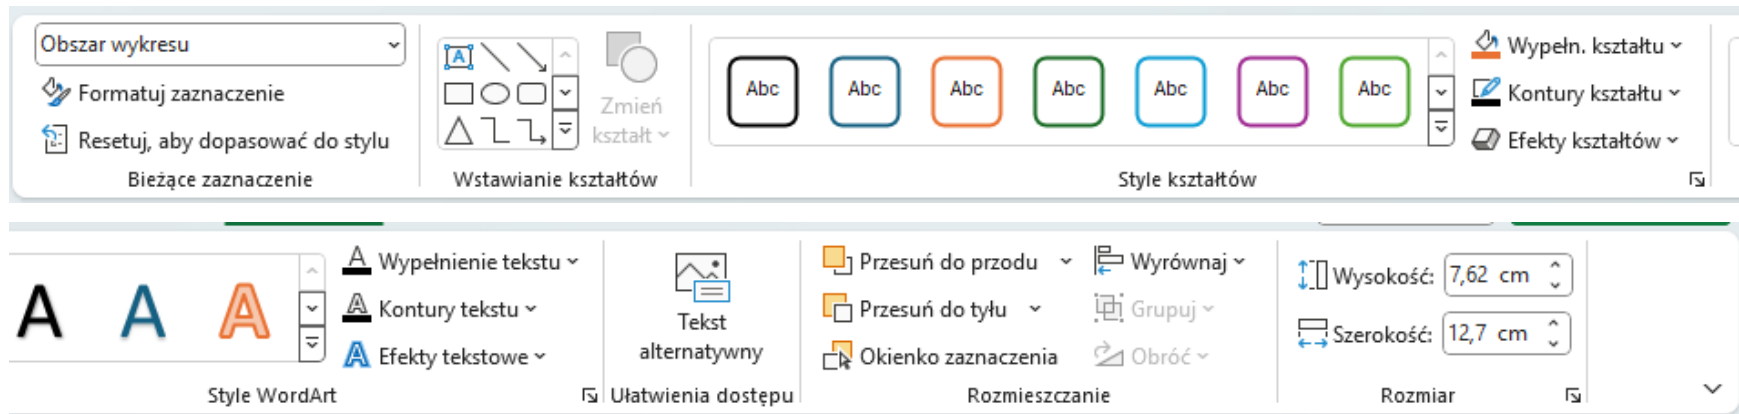 Obszar wykresu
Formatuj zaznaczenie
Resetuj, aby dopasować do stylu
Bieżące zaznaczenie
A
Zmień
kształt
Wstawianie kształtów
Abc Abc Abc Abc Abc Abc Abc
Wypełn. kształtu
Kontury kształtu
Efekty kształtów
Style kształtów
A A A
A Wypełnienie tekstu
A Kontury tekstu
A Efekty tekstowe
Style WordArt
Tekst
alternatywny
Ułatwienia dostępu
Przesuń do przodu
Przesuń do tyłu
Okienko zaznaczenia
Wyrównaj
Grupuj
Obróć
Rozmieszczanie
Wysokość: 7,62 cm
Szerokość: 12,7 cm
Rozmiar